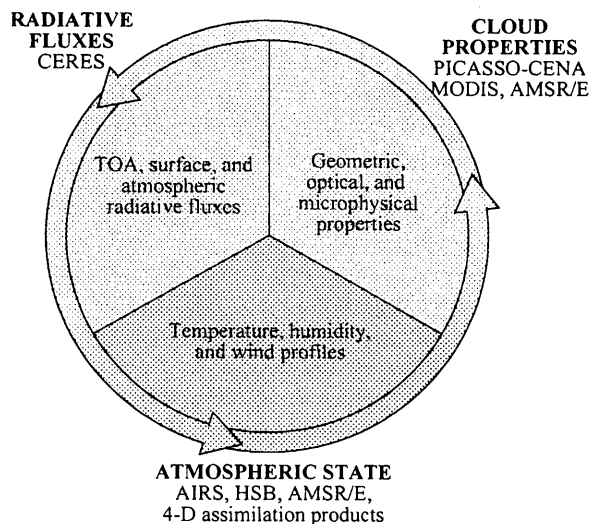 RADIATIVE
FLUXES
CERES
CLOUD
PROPERTIES
PICASSO-CENA
MODIS, AMSR/E
TOA, surface, and
atmospheric
radiative fluxes
Geometric,
optical, and
microphysical
properties
Temperature, humidity,
and wind profiles
ATMOSPHERIC STATE
AIRS, HSB, AMSR/E,
4-D assimilation products